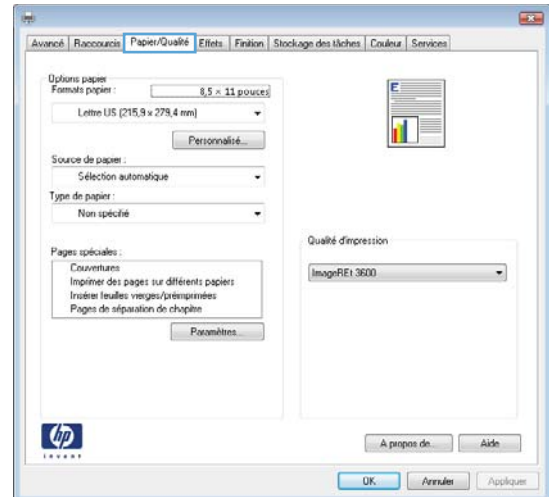 Avancé Raccourcis Papier/Qualité Effets Finition Stockage des tâches Couleur Services
Options papier
Formats papier : 8,5 × 11 pouces
Lettre US (215,9 x 279,4 mm)
Personnalisé...
Source de papier :
Sélection automatique
Type de papier :
Non spécifié
Pages spéciales :
Couvertures
Imprimer des pages sur différents papiers
Insérer feuilles vierges/préimprimées
Pages de séparation de chapitre
Paramètres...
E
Qualité d'impression
ImageREt 3600
hp
invent
A propos de... Aide
OK Annuler Appliquer